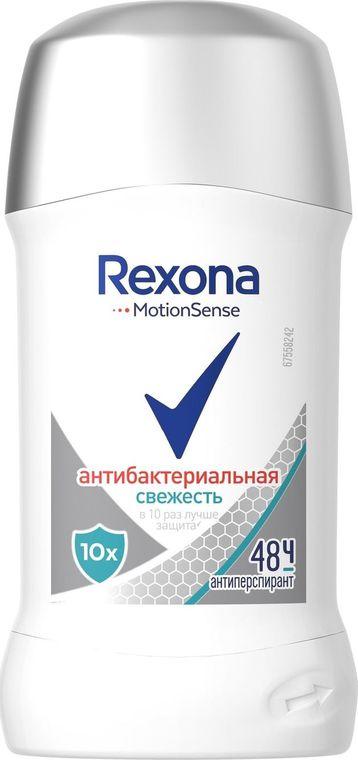 Rexona
MotionSense
67558242
антибактериальная
свежесть
в 10 раз лучше
защита
10x
48Ч
антиперспирант